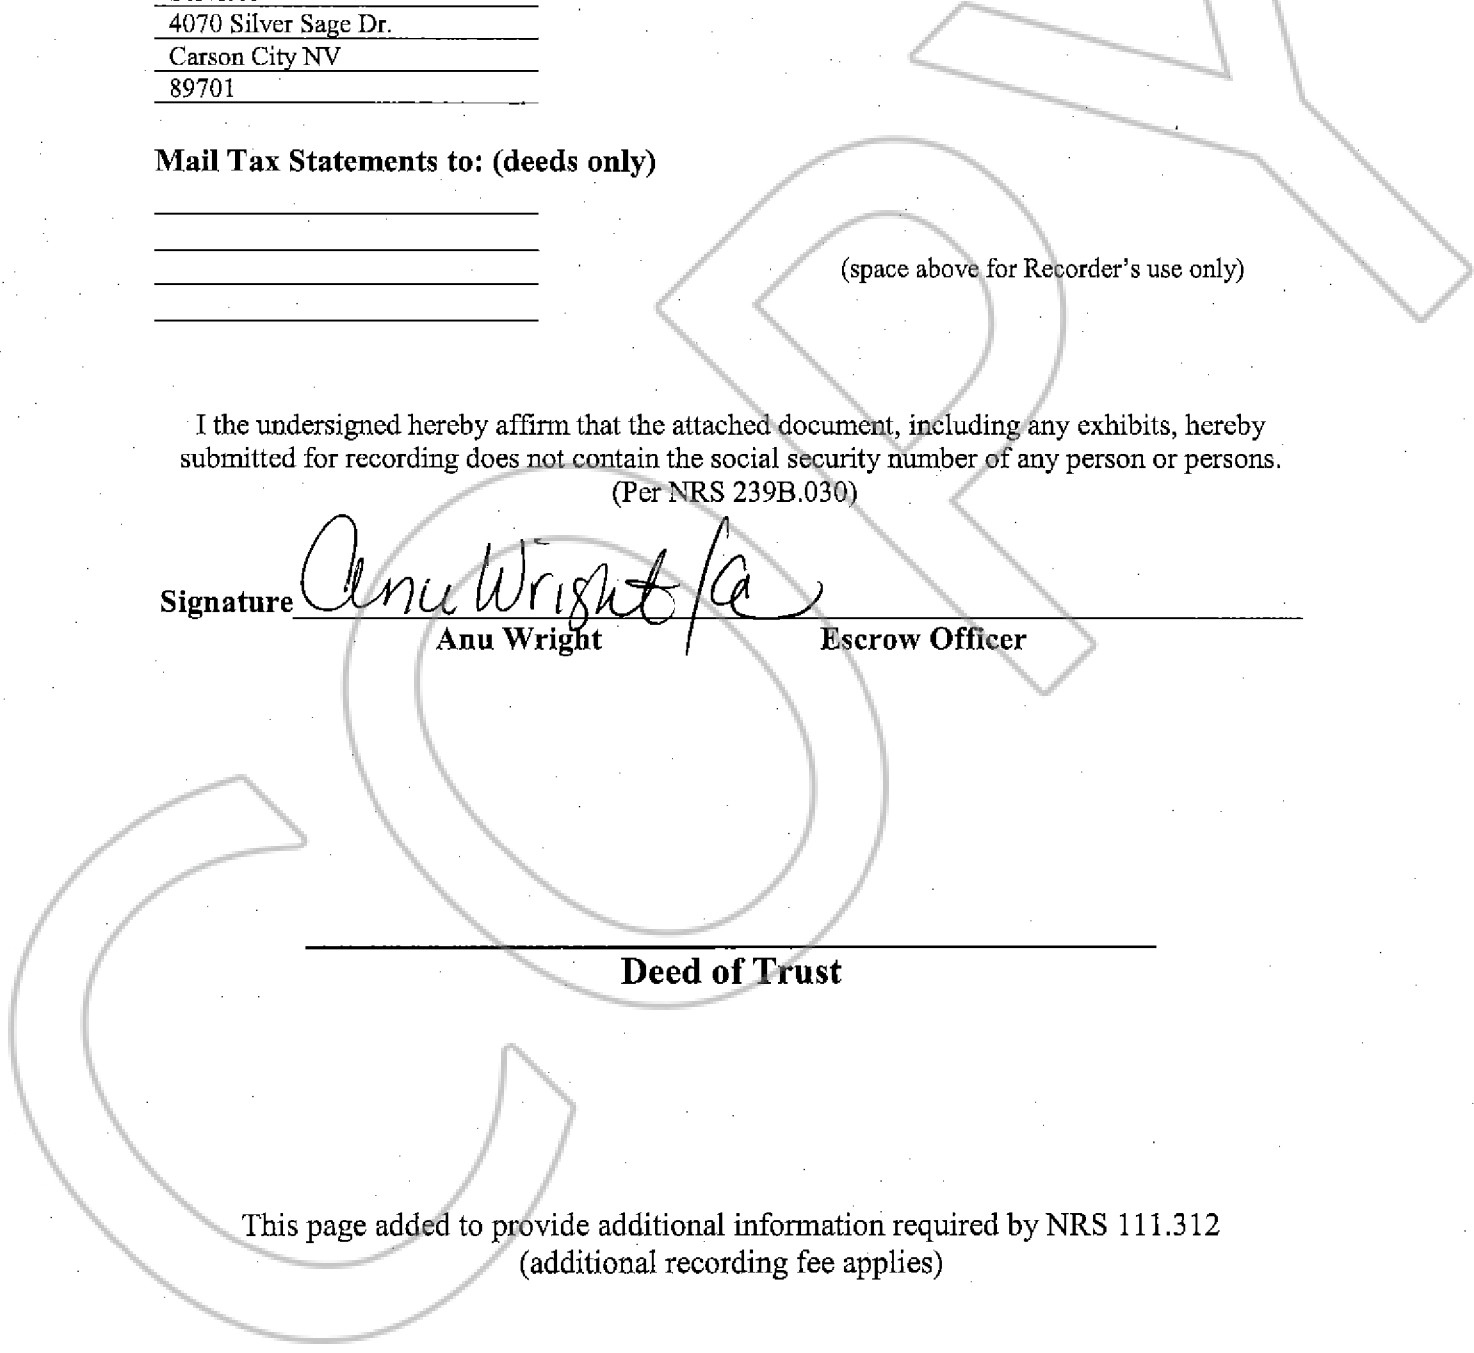 4070 Silver Sage Dr.
Carson City NV
89701
Mail Tax Statements to: (deeds only)
(space above for Recorder's use only)
I the undersigned hereby affirm that the attached document, including any exhibits, hereby
submitted for recording does not contain the social security number of any person or persons.
(Per NRS 239B.030)
Signature Anu Wright/
Anu Wright Escrow Officer
Deed of Trust
This page added to provide additional information required by NRS 111.312
(additional recording fee applies)
COPY